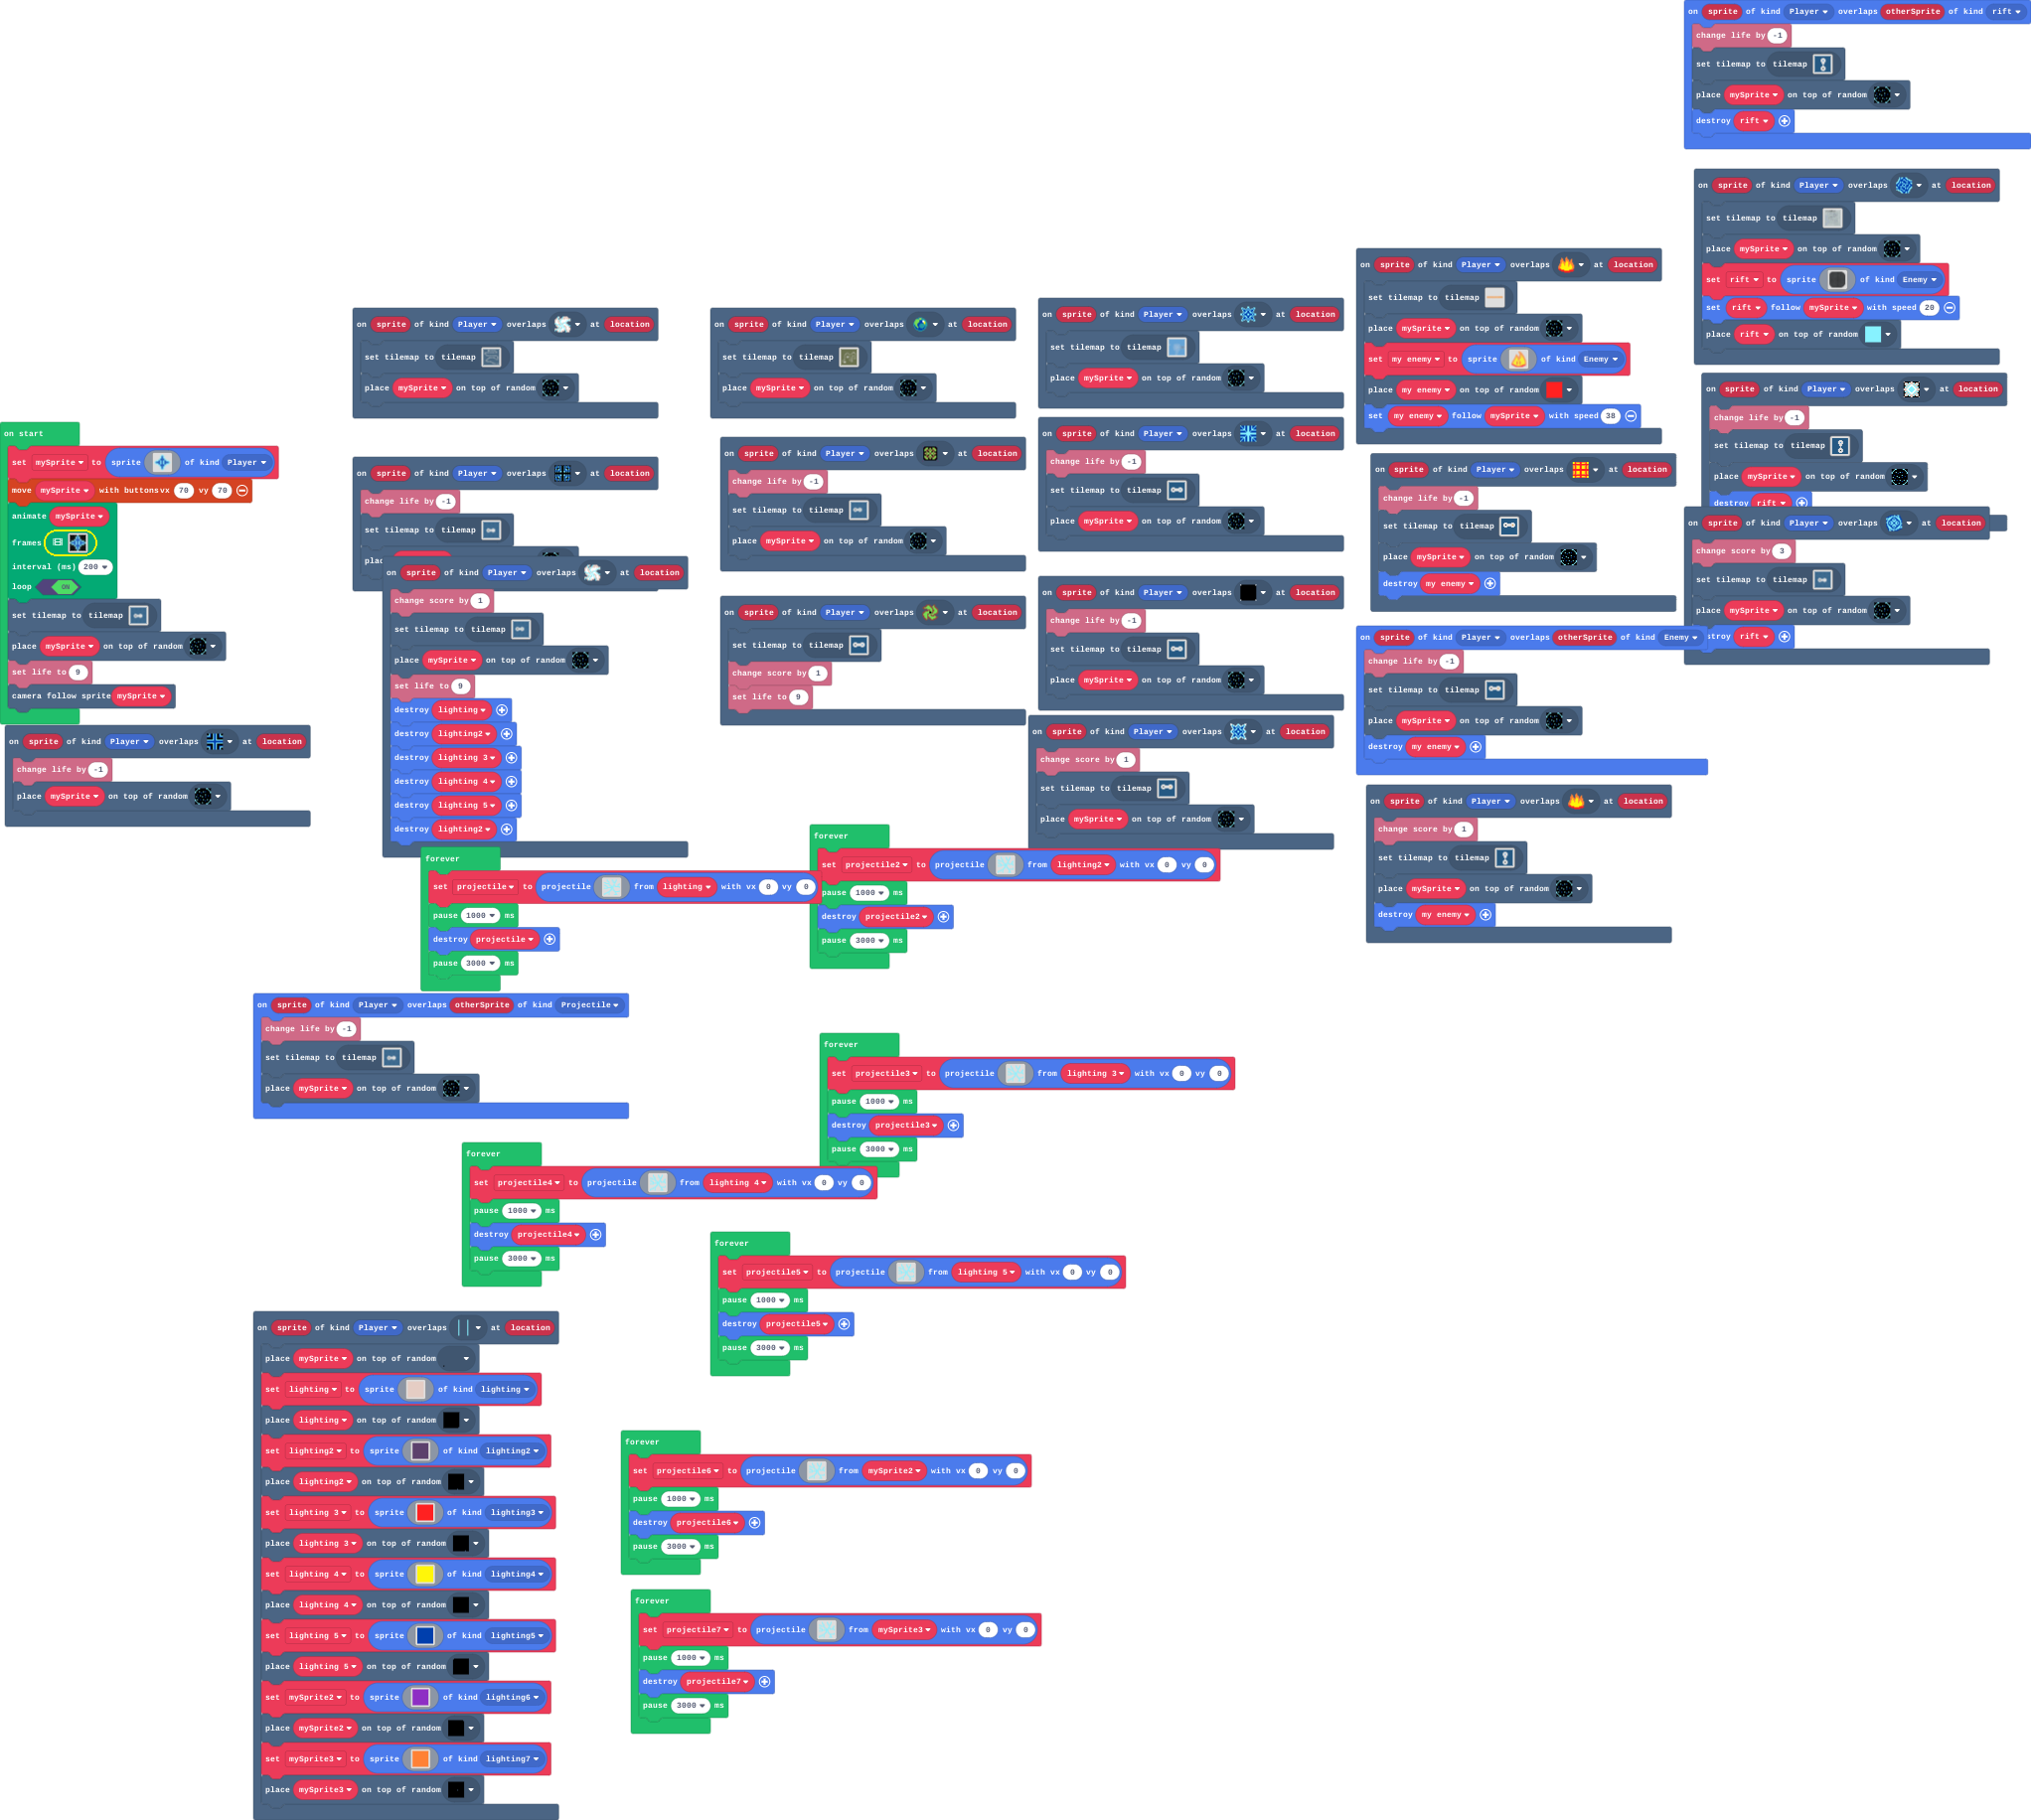 on sprite of kind Player overlaps otherSprite of kind rift
change life by -1
set tilemap to tilemap
place mySprite on top of random
destroy rift
on sprite of kind Player overlaps at location
set tilemap to tilemap
place mySprite on top of random
set rift to sprite of kind Enemy
set rift follow mySprite with speed 20
place rift on top of random
on sprite of kind Player overlaps at location
change life by -1
set tilemap to tilemap
place mySprite on top of random
destroy rift
on sprite of kind Player overlaps at location
change score by 3
set tilemap to tilemap
place mySprite on top of random
destroy rift
on sprite of kind Player overlaps at location
set tilemap to tilemap
place mySprite on top of random
set my enemy to sprite of kind Enemy
place my enemy on top of random
set my enemy follow mySprite with speed 38
on sprite of kind Player overlaps at location
change life by -1
set tilemap to tilemap
place mySprite on top of random
destroy my enemy
on sprite of kind Player overlaps otherSprite of kind Enemy
change life by -1
set tilemap to tilemap
place mySprite on top of random
destroy my enemy
on sprite of kind Player overlaps at location
change score by 1
set tilemap to tilemap
place mySprite on top of random
destroy my enemy
on sprite of kind Player overlaps at location
set tilemap to tilemap
place mySprite on top of random
on sprite of kind Player overlaps at location
change life by -1
set tilemap to tilemap
place mySprite on top of random
on sprite of kind Player overlaps at location
change life by -1
set tilemap to tilemap
place mySprite on top of random
on sprite of kind Player overlaps at location
change score by 1
set tilemap to tilemap
place mySprite on top of random
on sprite of kind Player overlaps at location
set tilemap to tilemap
place mySprite on top of random
on sprite of kind Player overlaps at location
change life by -1
set tilemap to tilemap
place mySprite on top of random
on sprite of kind Player overlaps at location
set tilemap to tilemap
change score by 1
set life to 9
on sprite of kind Player overlaps at location
set tilemap to tilemap
place mySprite on top of random
on sprite of kind Player overlaps at location
change life by -1
set tilemap to tilemap
on sprite of kind Player overlaps at location
change score by 1
set tilemap to tilemap
place mySprite on top of random
set life to 9
destroy lighting
destroy lighting2
destroy lighting 3
destroy lighting 4
destroy lighting 5
destroy lighting2
on start
set mySprite to sprite of kind Player
move mySprite with buttons vx 70 vy 70
animate mySprite
frames
interval (ms) 200
loop ON
set tilemap to tilemap
place mySprite on top of random
set life to 9
camera follow sprite mySprite
on sprite of kind Player overlaps at location
change life by -1
place mySprite on top of random
forever
set projectile to projectile from lighting with vx 0 vy 0
pause 1000 ms
destroy projectile
pause 3000 ms
forever
set projectile2 to projectile from lighting2 with vx 0 vy 0
pause 1000 ms
destroy projectile2
pause 3000 ms
on sprite of kind Player overlaps otherSprite of kind Projectile
change life by -1
set tilemap to tilemap
place mySprite on top of random
forever
set projectile3 to projectile from lighting 3 with vx 0 vy 0
pause 1000 ms
destroy projectile3
pause 3000 ms
forever
set projectile4 to projectile from lighting 4 with vx 0 vy 0
pause 1000 ms
destroy projectile4
pause 3000 ms
forever
set projectile5 to projectile from lighting 5 with vx 0 vy 0
pause 1000 ms
destroy projectile5
pause 3000 ms
on sprite of kind Player overlaps at location
place mySprite on top of random
set lighting to sprite of kind lighting
place lighting on top of random
set lighting2 to sprite of kind lighting2
place lighting2 on top of random
set lighting 3 to sprite of kind lighting3
place lighting 3 on top of random
set lighting 4 to sprite of kind lighting4
place lighting 4 on top of random
set lighting 5 to sprite of kind lighting5
place lighting 5 on top of random
set mySprite2 to sprite of kind lighting6
place mySprite2 on top of random
set mySprite3 to sprite of kind lighting7
place mySprite3 on top of random
forever
set projectile6 to projectile from mySprite2 with vx 0 vy 0
pause 1000 ms
destroy projectile6
pause 3000 ms
forever
set projectile7 to projectile from mySprite3 with vx 0 vy 0
pause 1000 ms
destroy projectile7
pause 3000 ms